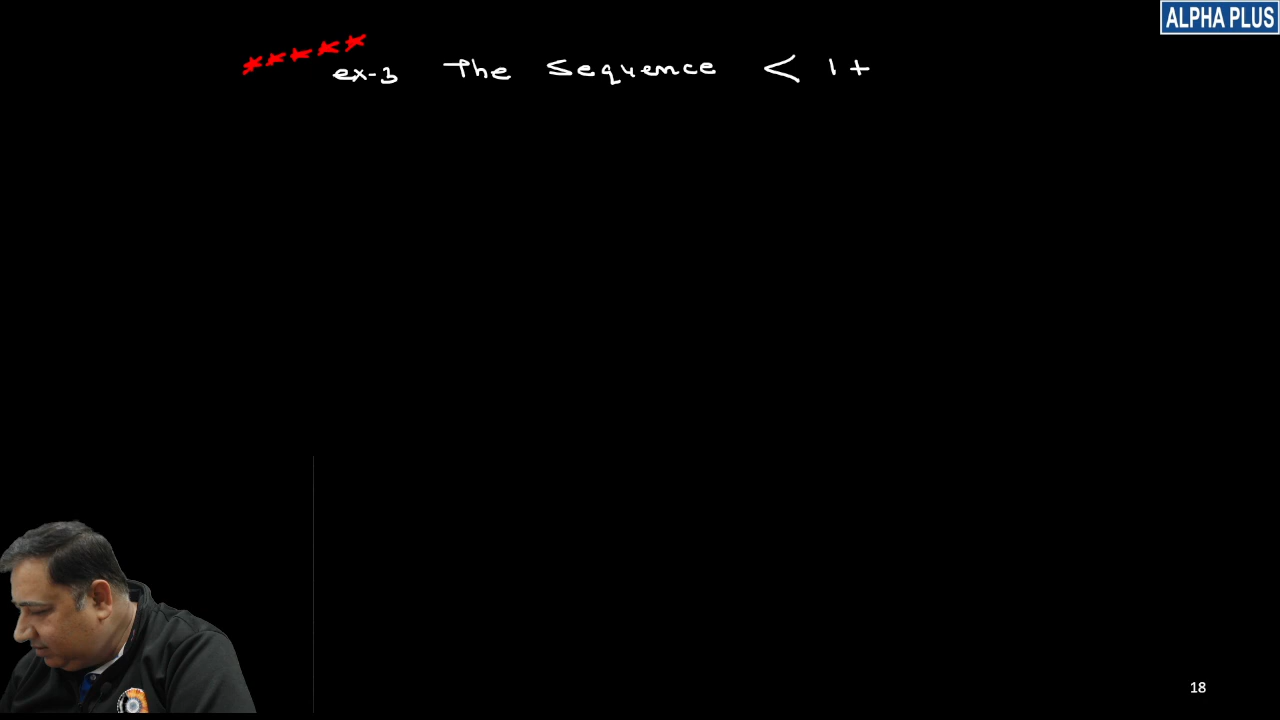 ALPHA PLUS
***** ex-3 The Sequence < 1 +
18